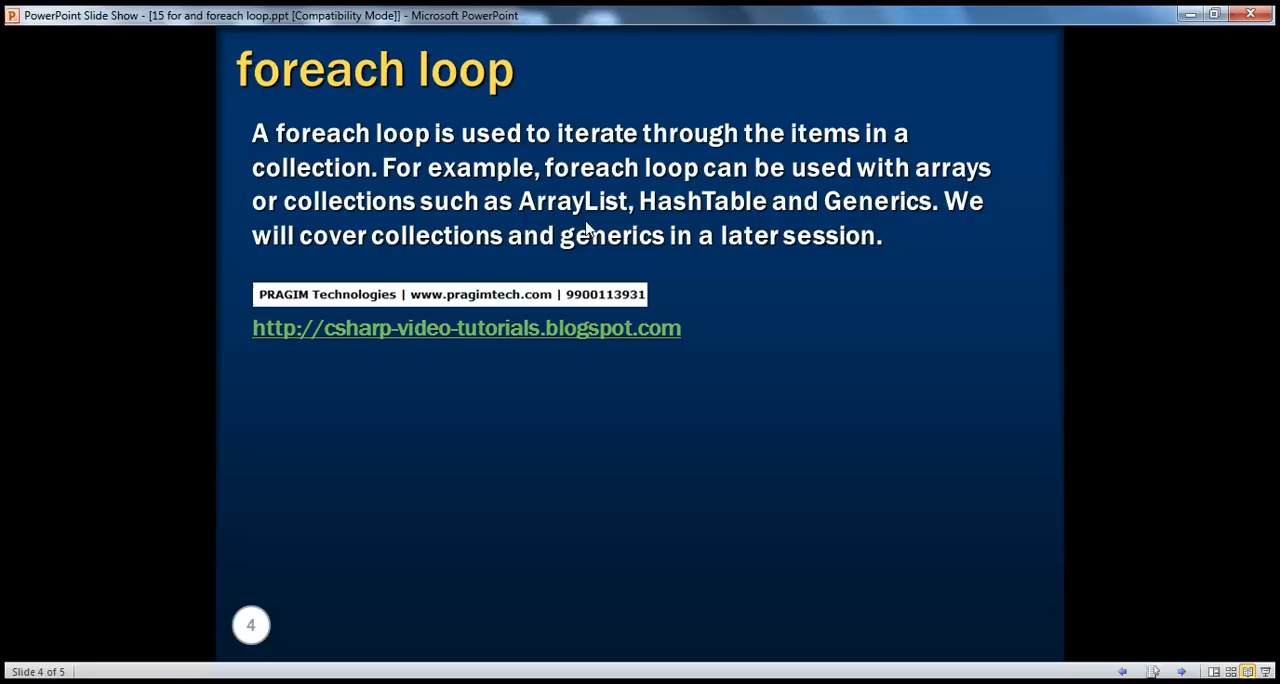 PowerPoint Slide Show - [15 for and foreach loop.ppt [Compatibility Mode]] - Microsoft PowerPoint
foreach loop
A foreach loop is used to iterate through the items in a
collection. For example, foreach loop can be used with arrays
or collections such as ArrayList, HashTable and Generics. We
will cover collections and generics in a later session.
PRAGIM Technologies | www.pragimtech.com | 9900113931
http://csharp-video-tutorials.blogspot.com
4
Slide 4 of 5